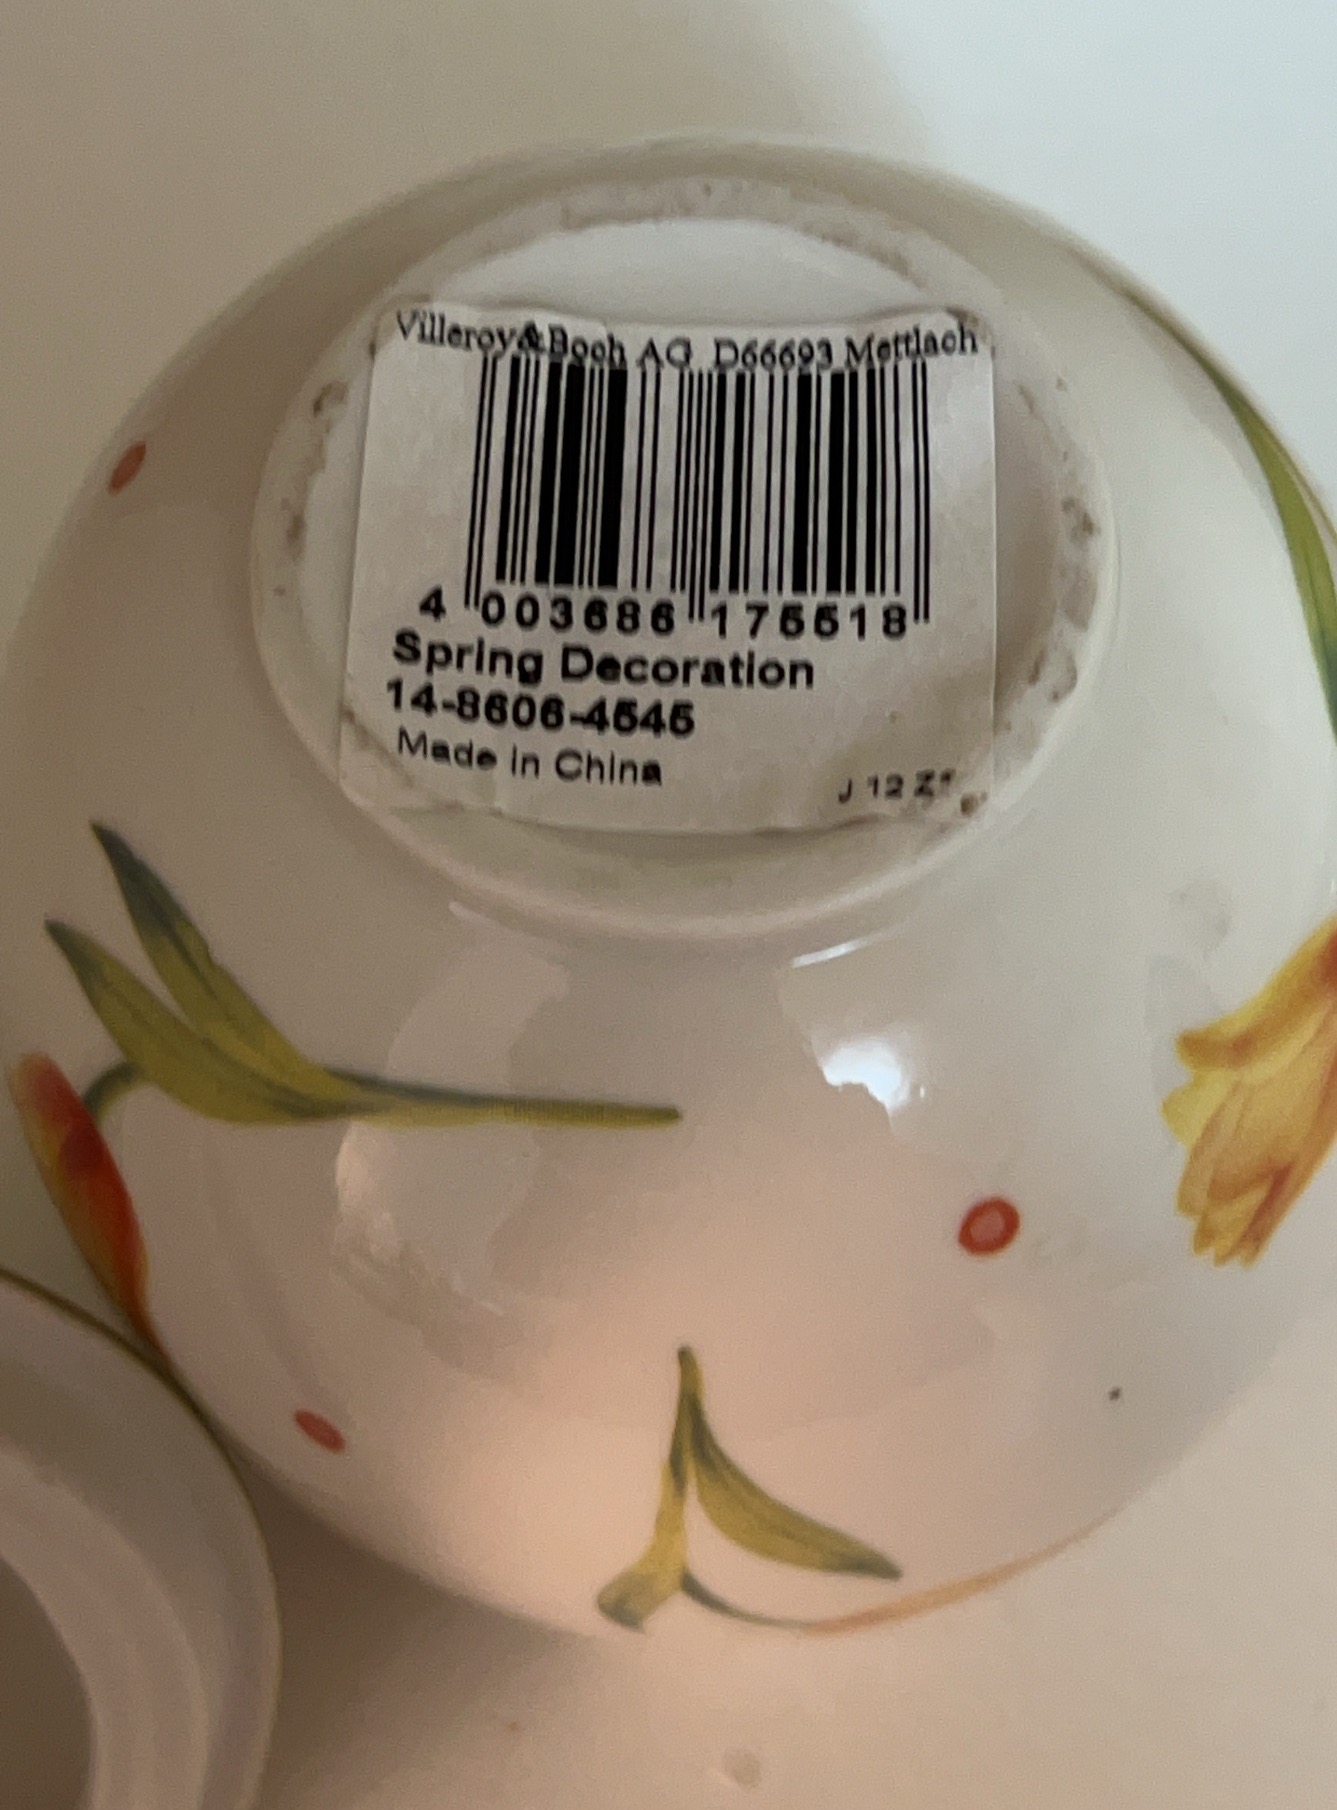 Villeroy&Boch AG D66693 Mettlach
4 003686 175518
Spring Decoration
14-8606-4545
Made in China
J 12